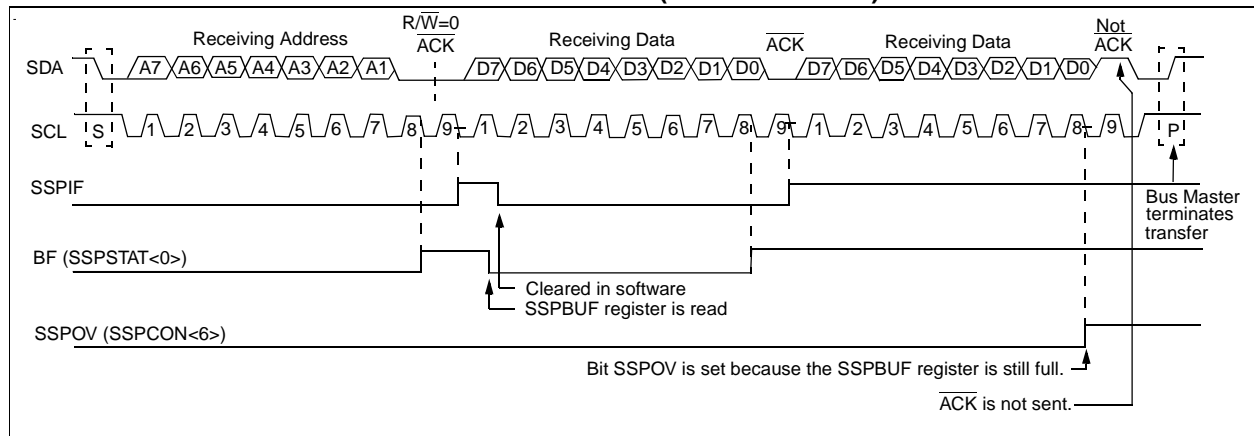 R/W̅=0
Receiving Address A̅C̅K̅ Receiving Data A̅C̅K̅ Receiving Data Not A̅C̅K̅
SDA A7 A6 A5 A4 A3 A2 A1 D7 D6 D5 D4 D3 D2 D1 D0 D7 D6 D5 D4 D3 D2 D1 D0
SCL S 1 2 3 4 5 6 7 8 9 1 2 3 4 5 6 7 8 9 1 2 3 4 5 6 7 8 9 P
SSPIF
Bus Master
terminates
transfer
BF (SSPSTAT<0>)
Cleared in software
SSPBUF register is read
SSPOV (SSPCON<6>)
Bit SSPOV is set because the SSPBUF register is still full.
A̅C̅K̅ is not sent.